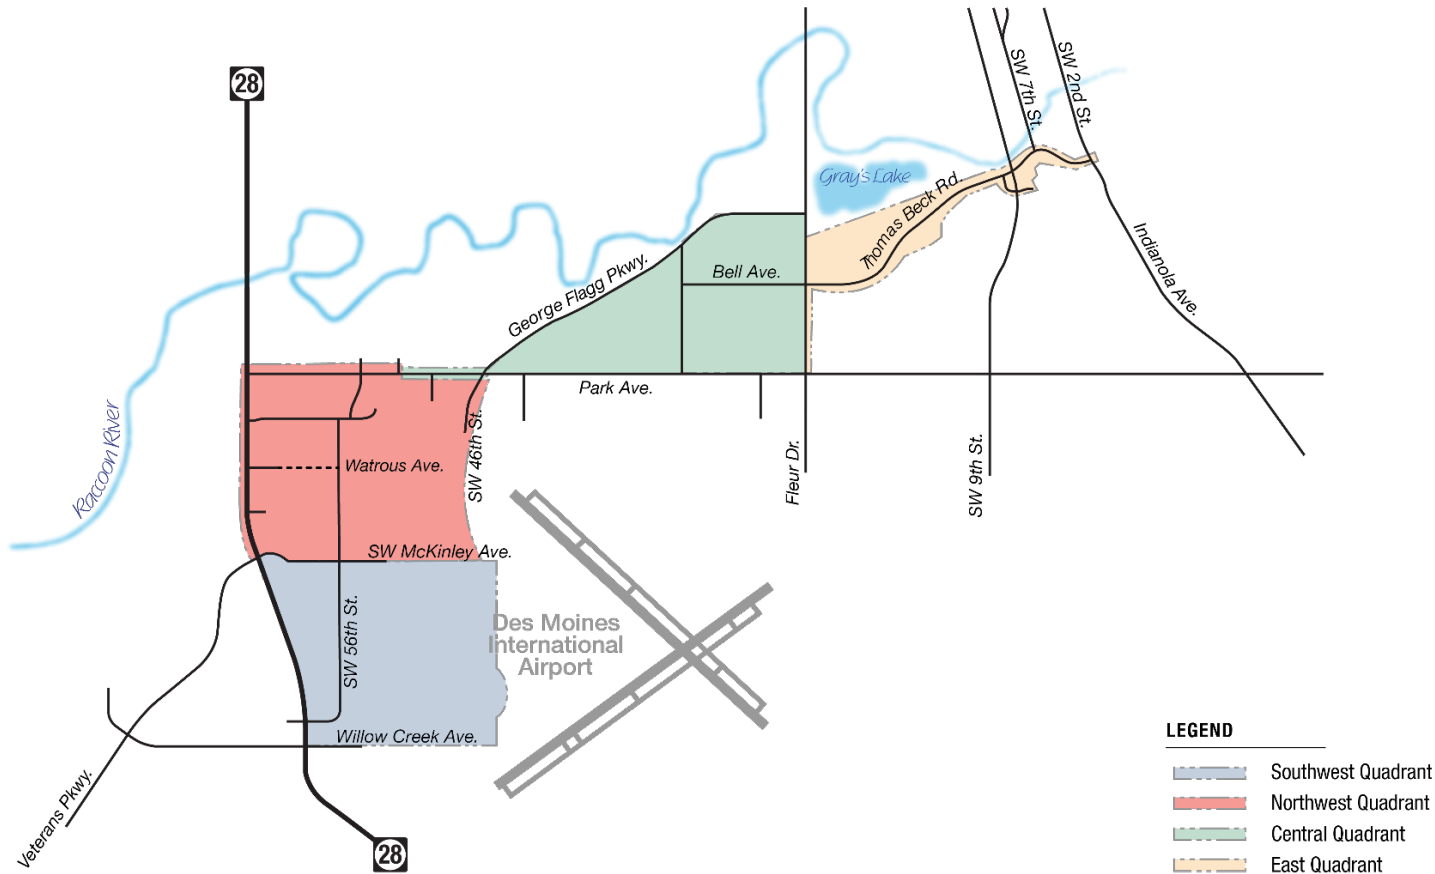 28
SW 7th St.
SW 2nd St.
Gray's Lake
Thomas Beck Rd.
Indianola Ave.
Bell Ave.
George Flagg Pkwy.
Park Ave.
Raccoon River
SW 46th St.
Watrous Ave.
Fleur Dr.
SW 9th St.
SW McKinley Ave.
SW 56th St.
Des Moines
International
Airport
Willow Creek Ave.
Veterans Pkwy.
28
LEGEND
Southwest Quadrant
Northwest Quadrant
Central Quadrant
East Quadrant